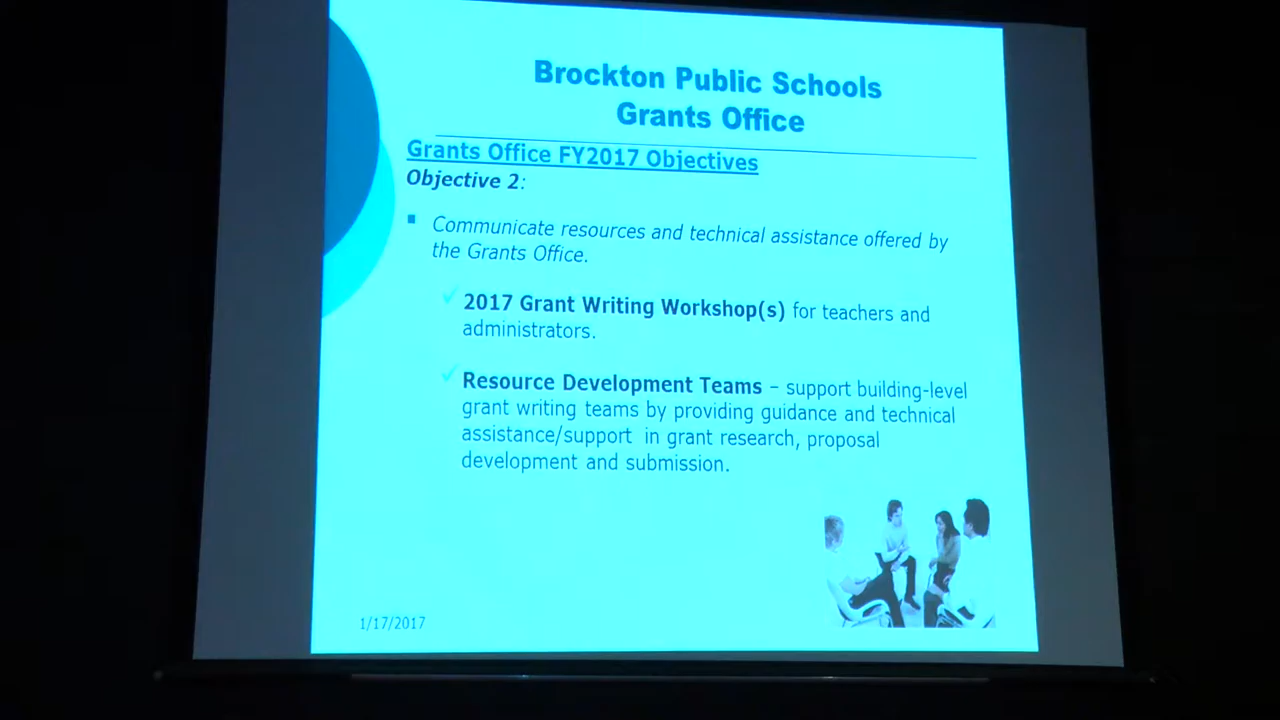 Brockton Public Schools
Grants Office
Grants Office FY2017 Objectives
Objective 2:
Communicate resources and technical assistance offered by
the Grants Office.
2017 Grant Writing Workshop(s) for teachers and
administrators.
Resource Development Teams – support building-level
grant writing teams by providing guidance and technical
assistance/support in grant research, proposal
development and submission.
1/17/2017